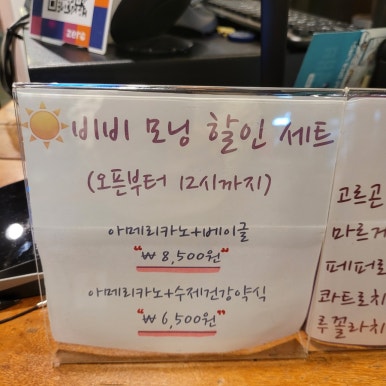 zero
비비 모닝 할인 세트
(오픈부터 12시까지)
아메리카노+베이글
"₩ 8,500원"
아메리카노+수제건강약식
"₩ 6,500원"
고르곤
마르게
페퍼로
콰트로치
루꼴라치